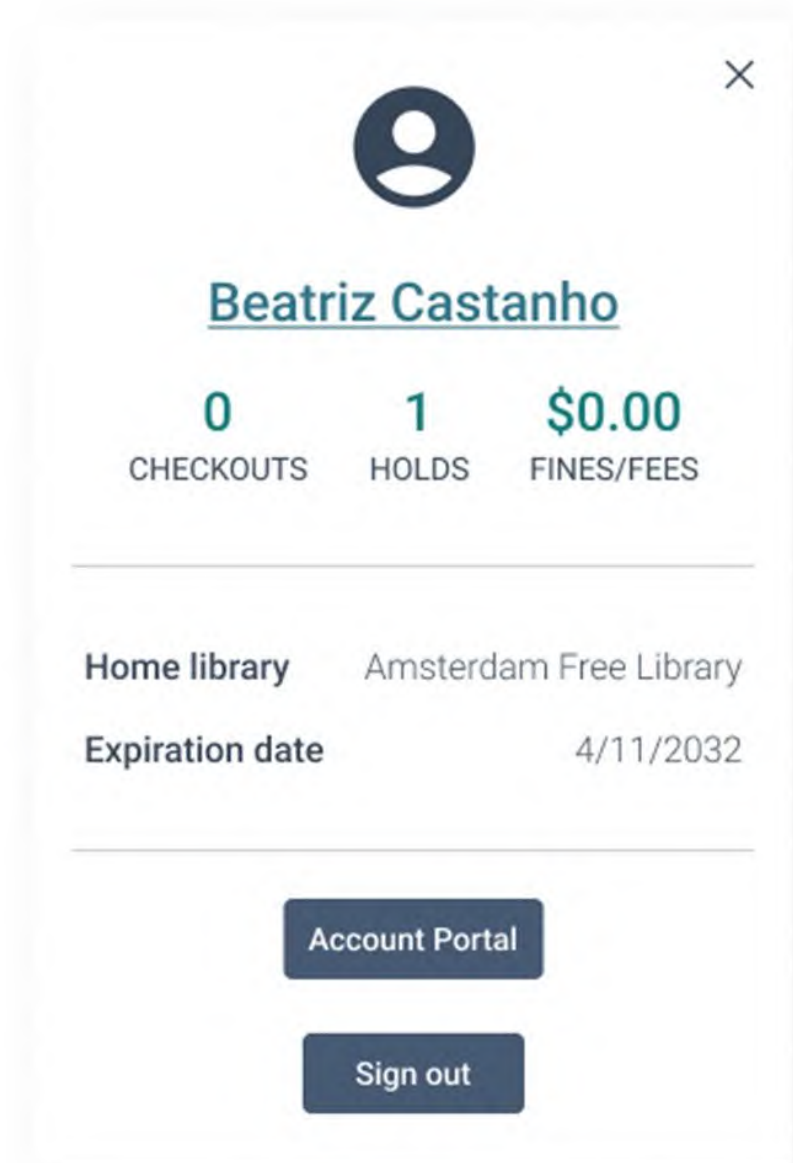 Beatriz Castanho
0 1 $0.00
CHECKOUTS HOLDS FINES/FEES
Home library Amsterdam Free Library
Expiration date 4/11/2032
Account Portal
Sign out